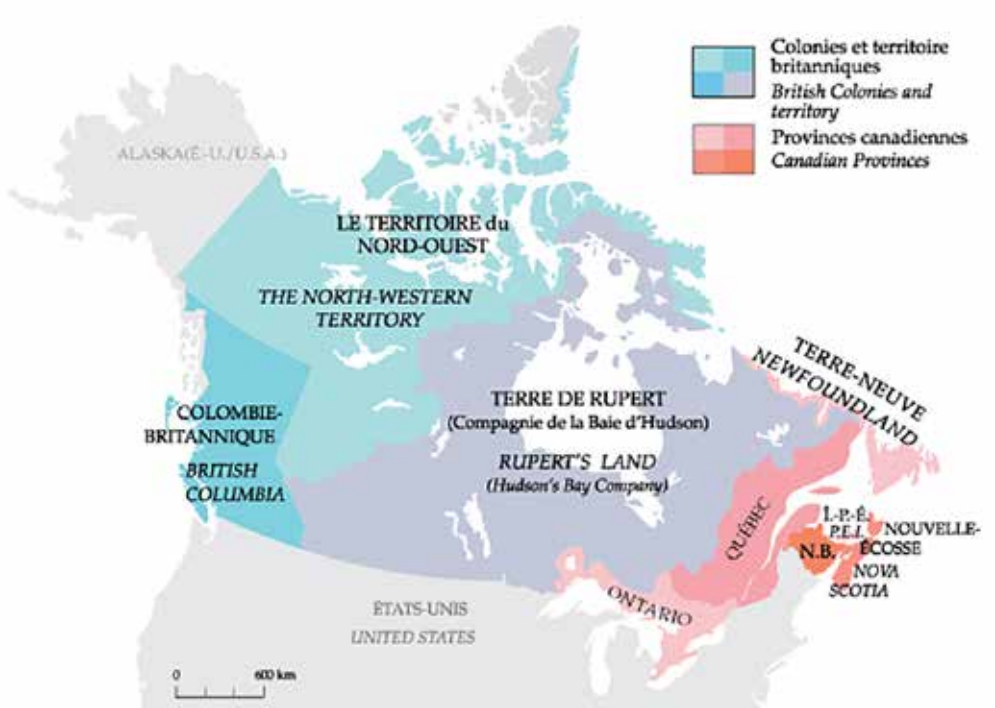 Colonies et territoire
britanniques
British Colonies and
territory
Provinces canadiennes
Canadian Provinces
ALASKA(É-U./U.S.A.)
LE TERRITOIRE du
NORD-OUEST
THE NORTH-WESTERN
TERRITORY
TERRE-NEUVE
NEWFOUNDLAND
COLOMBIE-
BRITANNIQUE
BRITISH
COLUMBIA
TERRE DE RUPERT
(Compagnie de la Baie d'Hudson)
RUPERT'S LAND
(Hudson's Bay Company)
QUÉBEC
Î.-P.-É.
P.E.I.
N.B.
NOUVELLE-
ÉCOSSE
NOVA
SCOTIA
ONTARIO
ÉTATS-UNIS
UNITED STATES
0 600 km